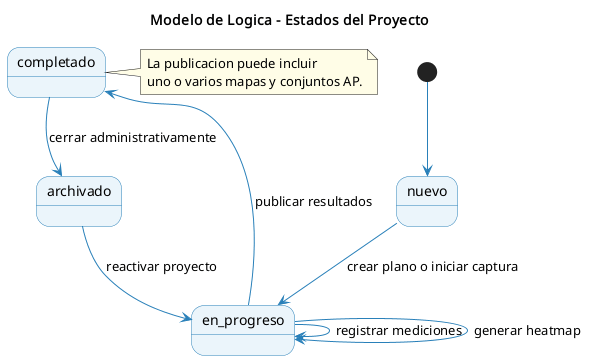 Modelo de Logica - Estados del Proyecto
completado
La publicacion puede incluir
uno o varios mapas y conjuntos AP.
cerrar administrativamente
archivado
nuevo
publicar resultados
reactivar proyecto
crear plano o iniciar captura
en_progreso
registrar mediciones
generar heatmap